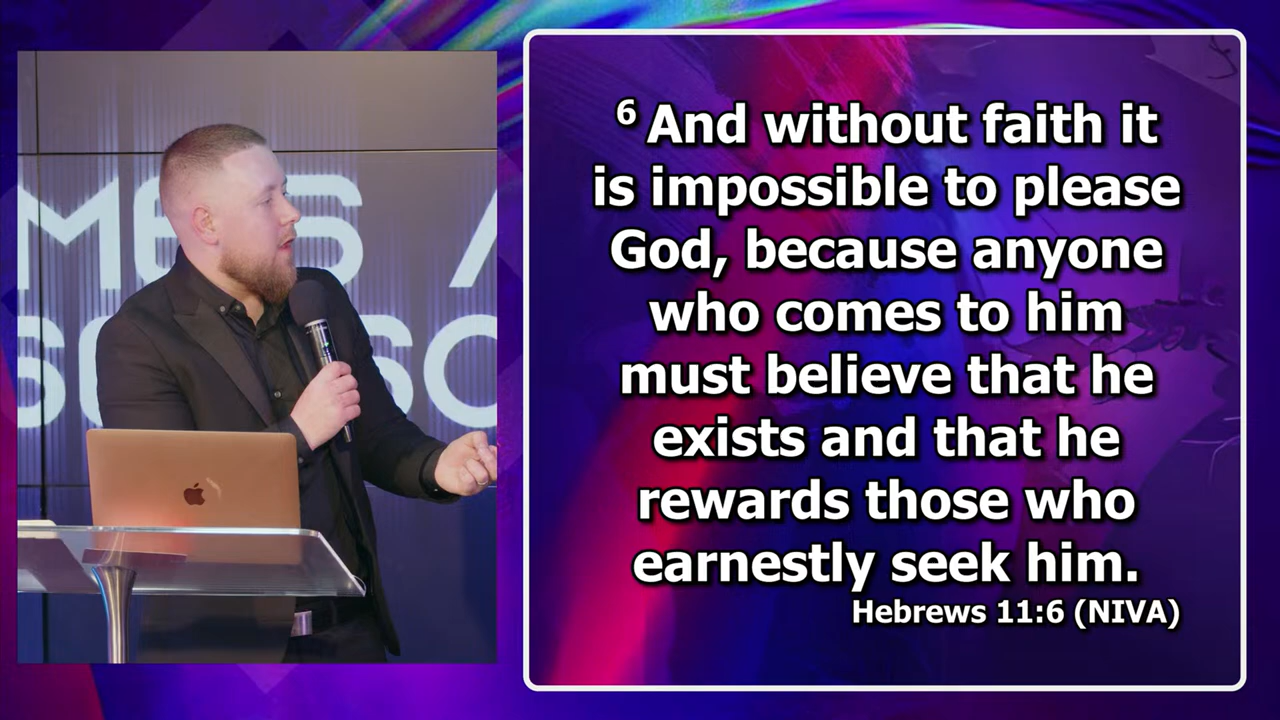 ⁶ And without faith it
is impossible to please
God, because anyone
who comes to him
must believe that he
exists and that he
rewards those who
earnestly seek him.
Hebrews 11:6 (NIVA)